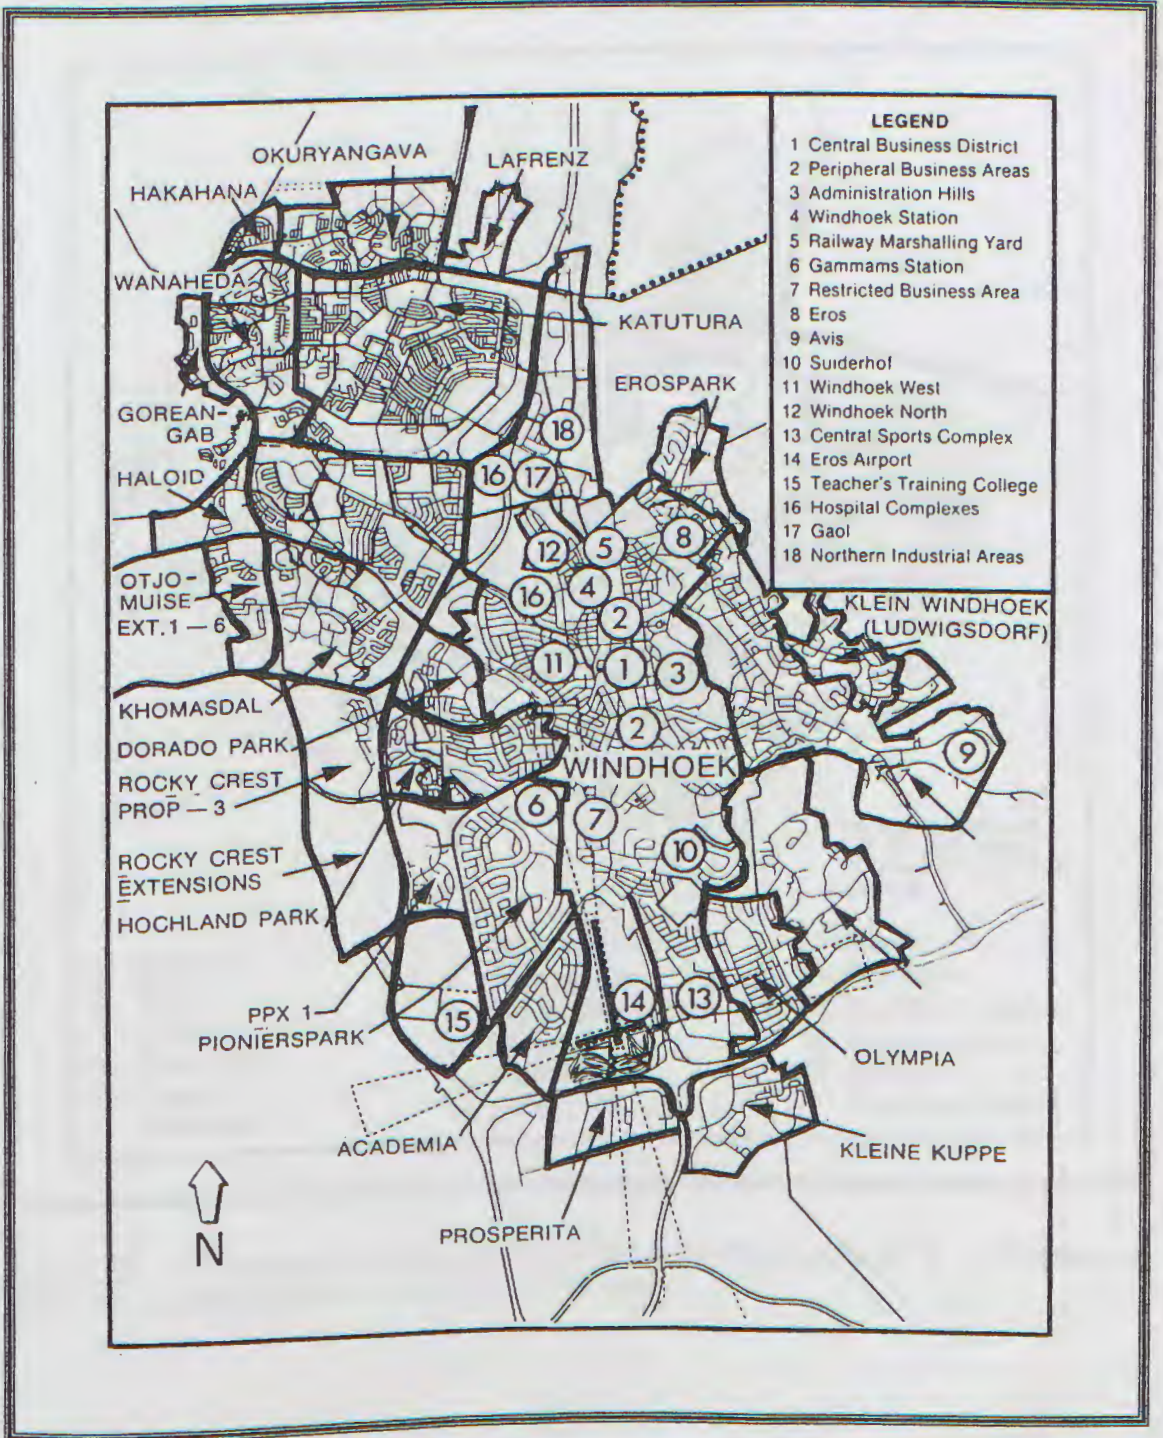 LEGEND
1 Central Business District
2 Peripheral Business Areas
3 Administration Hills
4 Windhoek Station
5 Railway Marshalling Yard
6 Gammams Station
7 Restricted Business Area
8 Eros
9 Avis
10 Suiderhof
11 Windhoek West
12 Windhoek North
13 Central Sports Complex
14 Eros Airport
15 Teacher's Training College
16 Hospital Complexes
17 Gaol
18 Northern Industrial Areas
OKURYANGAVA
LAFRENZ
HAKAHANA
WANAHEDA
KATUTURA
EROSPARK
GOREAN-
GAB
18
HALOID
16
17
12
5
8
OTJO-
MUISE
EXT.1 — 6
16
4
2
KLEIN WINDHOEK
(LUDWIGSDORF)
11
1
3
KHOMASDAL
2
DORADO PARK
9
WINDHOEK
ROCKY CREST
PROP — 3
6
7
10
ROCKY CREST
EXTENSIONS
HOCHLAND PARK
14
13
PPX 1
15
PIONIERSPARK
OLYMPIA
ACADEMIA
KLEINE KUPPE
PROSPERITA
N